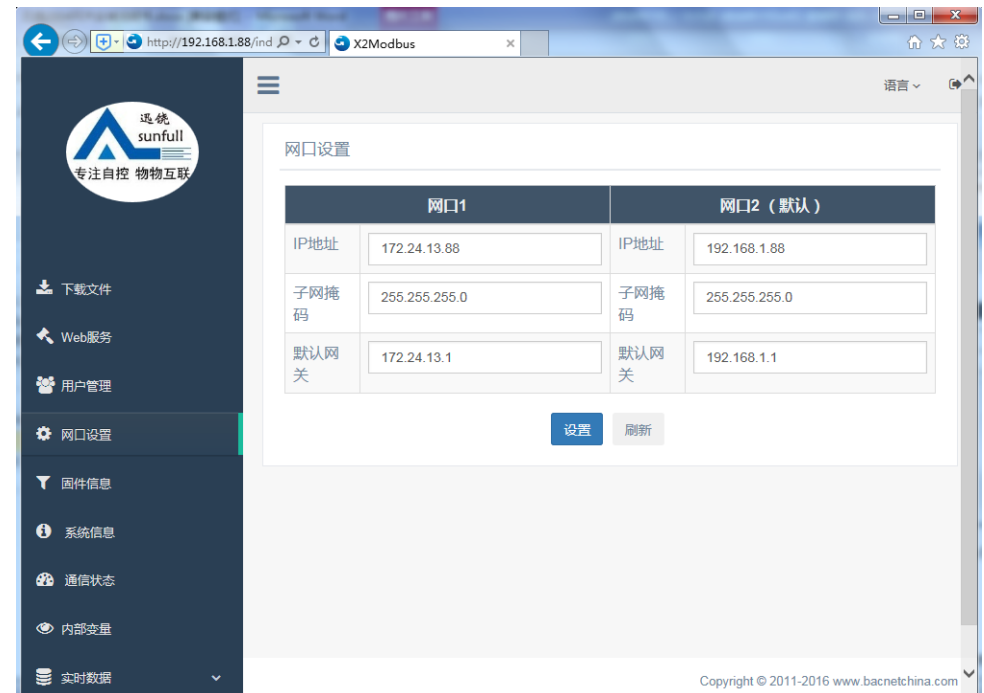 http://192.168.1.88/ind
X2Modbus
语言
迅饶
sunfull
专注自控 物物互联
下载文件
Web服务
用户管理
网口设置
固件信息
系统信息
通信状态
内部变量
实时数据
网口设置
网口1 网口2（默认）
IP地址 172.24.13.88 IP地址 192.168.1.88
子网掩码 255.255.255.0 子网掩码 255.255.255.0
默认网关 172.24.13.1 默认网关 192.168.1.1
设置 刷新
Copyright © 2011-2016 www.bacnetchina.com